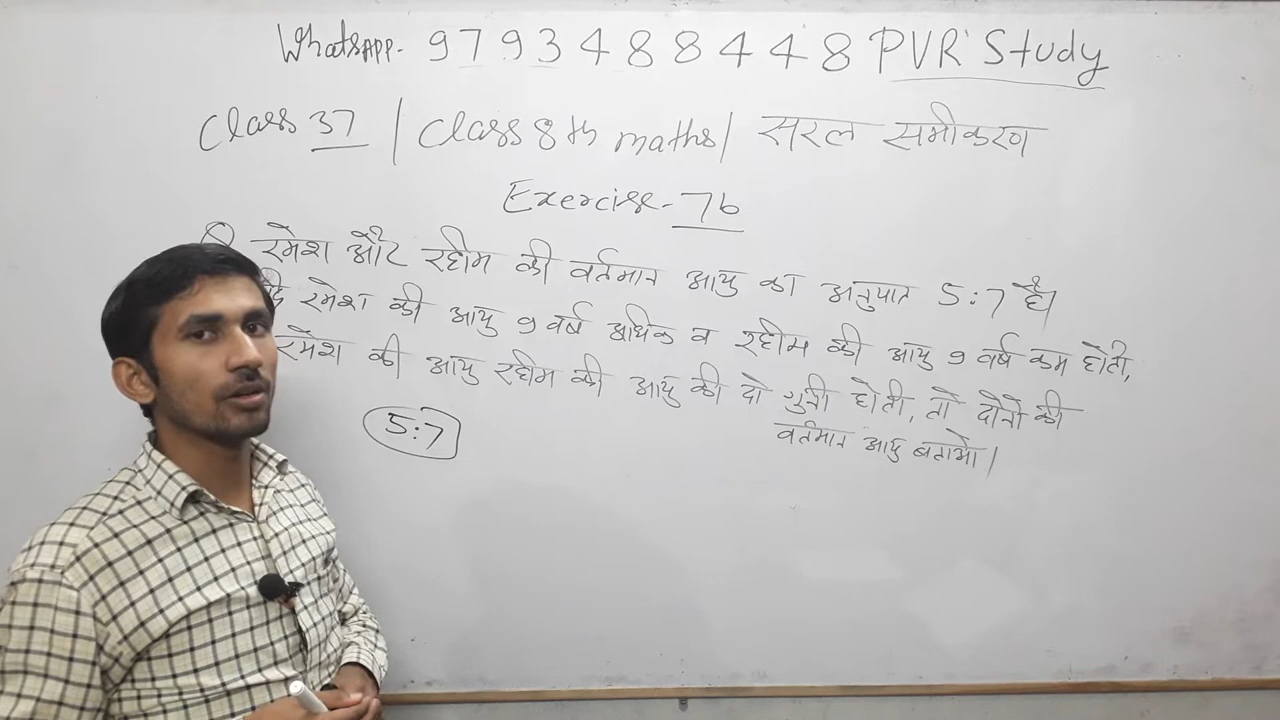 WhatsAPP- 9793488448 PVR Study
Class 37 / Class 8th maths / सरल समीकरण
Exercise- 7b
रमेश और रहीम की वर्तमान आयु का अनुपात 5:7 है।
रमेश की आयु 9 वर्ष अधिक व रहीम की आयु 9 वर्ष कम होती,
रमेश की आयु रहीम की आयु की दो गुनी होती, तो दोनो की
वर्तमान आयु बताओ।
5:7